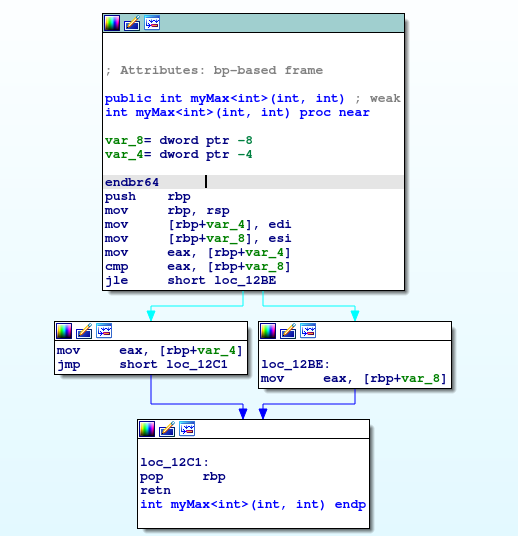 ; Attributes: bp-based frame
public int myMax<int>(int, int) ; weak
int myMax<int>(int, int) proc near
var_8= dword ptr -8
var_4= dword ptr -4
endbr64
push    rbp
mov     rbp, rsp
mov     [rbp+var_4], edi
mov     [rbp+var_8], esi
mov     eax, [rbp+var_4]
cmp     eax, [rbp+var_8]
jle     short loc_12BE
mov     eax, [rbp+var_4]
jmp     short loc_12C1
loc_12BE:
mov     eax, [rbp+var_8]
loc_12C1:
pop     rbp
retn
int myMax<int>(int, int) endp